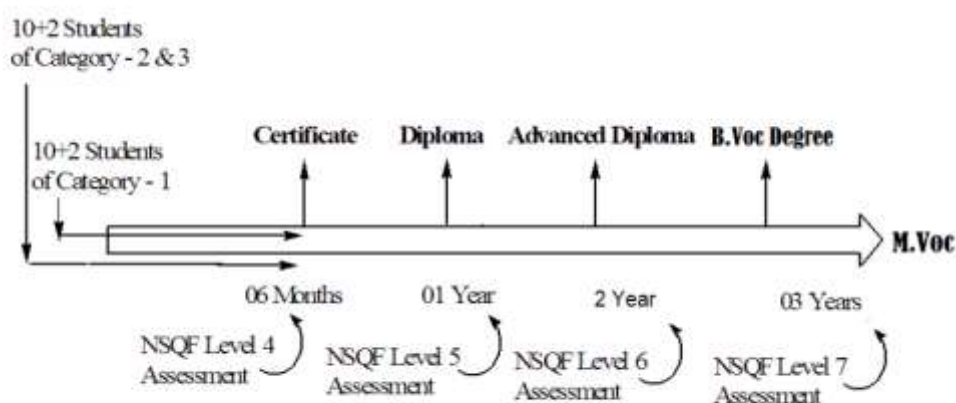 10+2 Students
of Category - 2 & 3
10+2 Students
of Category - 1
Certificate
Diploma
Advanced Diploma
B.Voc Degree
M.Voc
06 Months
01 Year
2 Year
03 Years
NSQF Level 4
Assessment
NSQF Level 5
Assessment
NSQF Level 6
Assessment
NSQF Level 7
Assessment